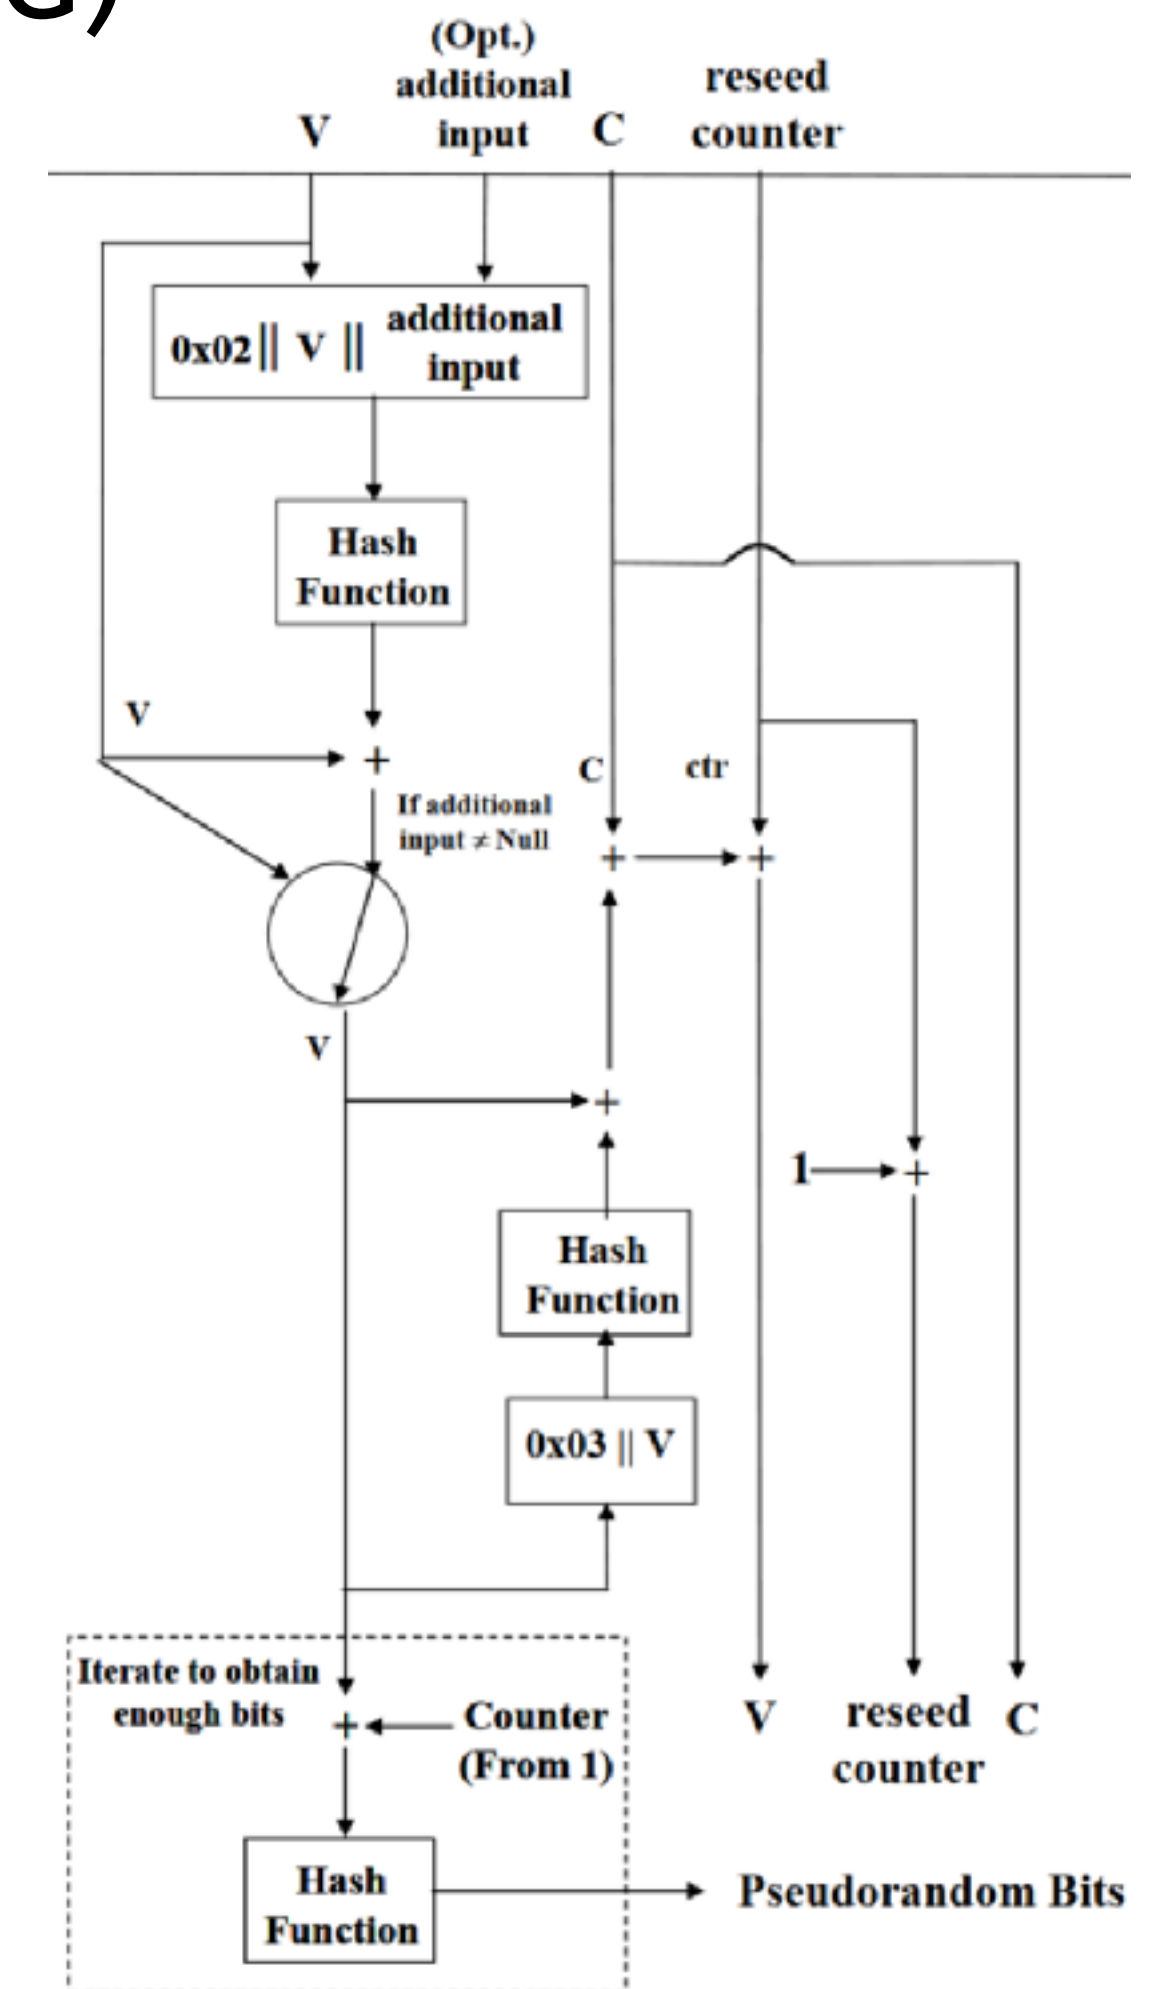 G)
(Opt.)
additional
input
V
C
reseed
counter
0x02 || V || additional
input
Hash
Function
V
+
If additional
input ≠ Null
C
ctr
+
+
V
+
1
+
Hash
Function
0x03 || V
Iterate to obtain
enough bits
+
Counter
(From 1)
V
reseed
counter
C
Hash
Function
Pseudorandom Bits